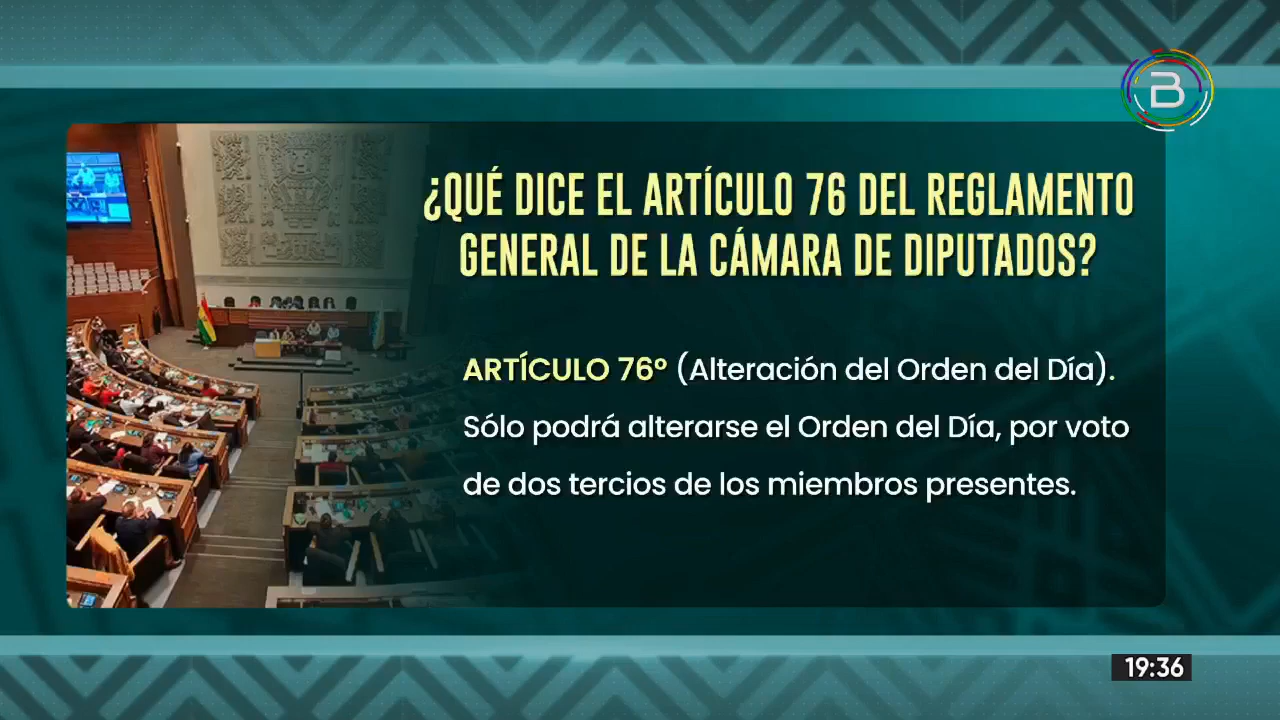 B
¿QUÉ DICE EL ARTÍCULO 76 DEL REGLAMENTO
GENERAL DE LA CÁMARA DE DIPUTADOS?
ARTÍCULO 76º (Alteración del Orden del Día).
Sólo podrá alterarse el Orden del Día, por voto
de dos tercios de los miembros presentes.
19:36